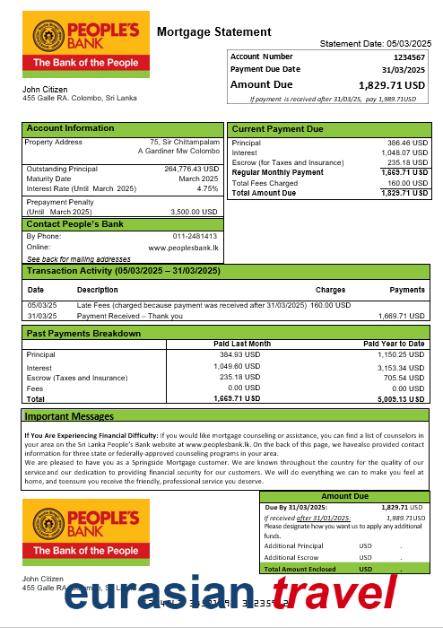 PEOPLE'S
BANK
The Bank of the People
Mortgage Statement
Statement Date: 05/03/2025
Account Number 1234567
Payment Due Date 31/03/2025
Amount Due 1,829.71 USD
If payment is received after 31/03/25, pay 1,989.71USD
John Citizen
455 Galle RA. Colombo, Sri Lanka
Account Information
Property Address 75, Sir Chittampalam
A Gardiner Mw Colombo
Outstanding Principal 264,776.43 USD
Maturity Date March 2025
Interest Rate (Until March 2025) 4.75%
Prepayment Penalty
(Until March 2025) 3,500.00 USD
Contact People's Bank
By Phone: 011-2481413
Online: www.peoplesbank.lk
See back for mailing addresses
Current Payment Due
Principal 386.46 USD
Interest 1,048.07 USD
Escrow (for Taxes and Insurance) 235.18 USD
Regular Monthly Payment 1,669.71 USD
Total Fees Charged 160.00 USD
Total Amount Due 1,829.71 USD
Transaction Activity (05/03/2025 – 31/03/2025)
Date Description Charges Payments
05/03/25 Late Fees (charged because payment was received after 31/03/2025) 160.00 USD
31/03/25 Payment Received – Thank you 1,669.71 USD
Past Payments Breakdown
Paid Last Month Paid Year to Date
Principal 384.93 USD 1,150.25 USD
Interest 1,049.60 USD 3,153.34 USD
Escrow (Taxes and Insurance) 235.18 USD 705.54 USD
Fees 0.00 USD 0.00 USD
Total 1,669.71 USD 5,009.13 USD
Important Messages
If You Are Experiencing Financial Difficulty: If you would like mortgage counseling or assistance, you can find a list of counselors in
your area on the Sri Lanka People's Bank website at www.peoplesbank.lk. On the back of this page, we havealso provided contact
information for three state or federally-approved counseling programs in your area.
We are pleased to have you as a Springside Mortgage customer. We are known throughout the country for the quality of our
service and our dedication to providing financial security for our customers. We will do everything we can to make you feel at
home, and toensure you receive the friendly, professional service you deserve.
PEOPLE'S
BANK
The Bank of the People
Amount Due
Due By 31/03/2025: 1,829.71 USD
If received after 31/01/2025: 1,989.71USD
Please designate how you want us to apply any additional
funds.
Additional Principal USD .
Additional Escrow USD .
Total Amount Enclosed USD .
John Citizen
455 Galle RA.
eurasian travel